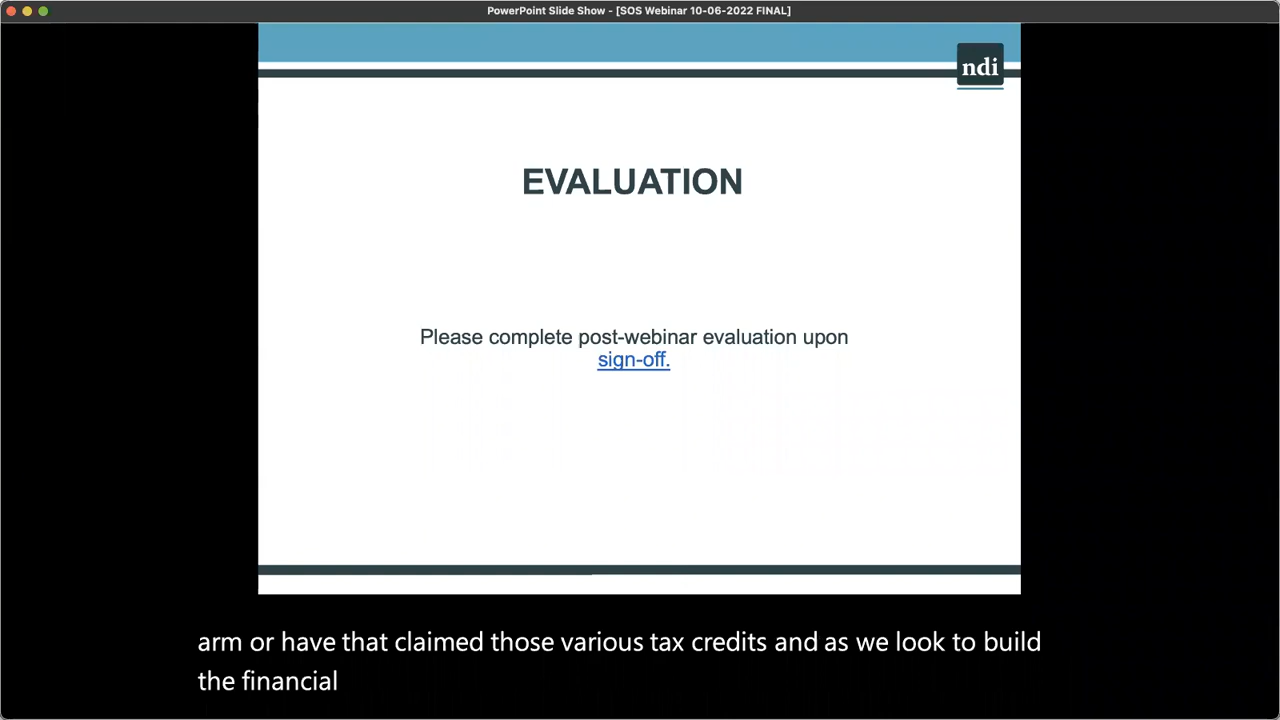 PowerPoint Slide Show - [SOS Webinar 10-06-2022 FINAL]
ndi
EVALUATION
Please complete post-webinar evaluation upon
sign-off.
arm or have that claimed those various tax credits and as we look to build
the financial